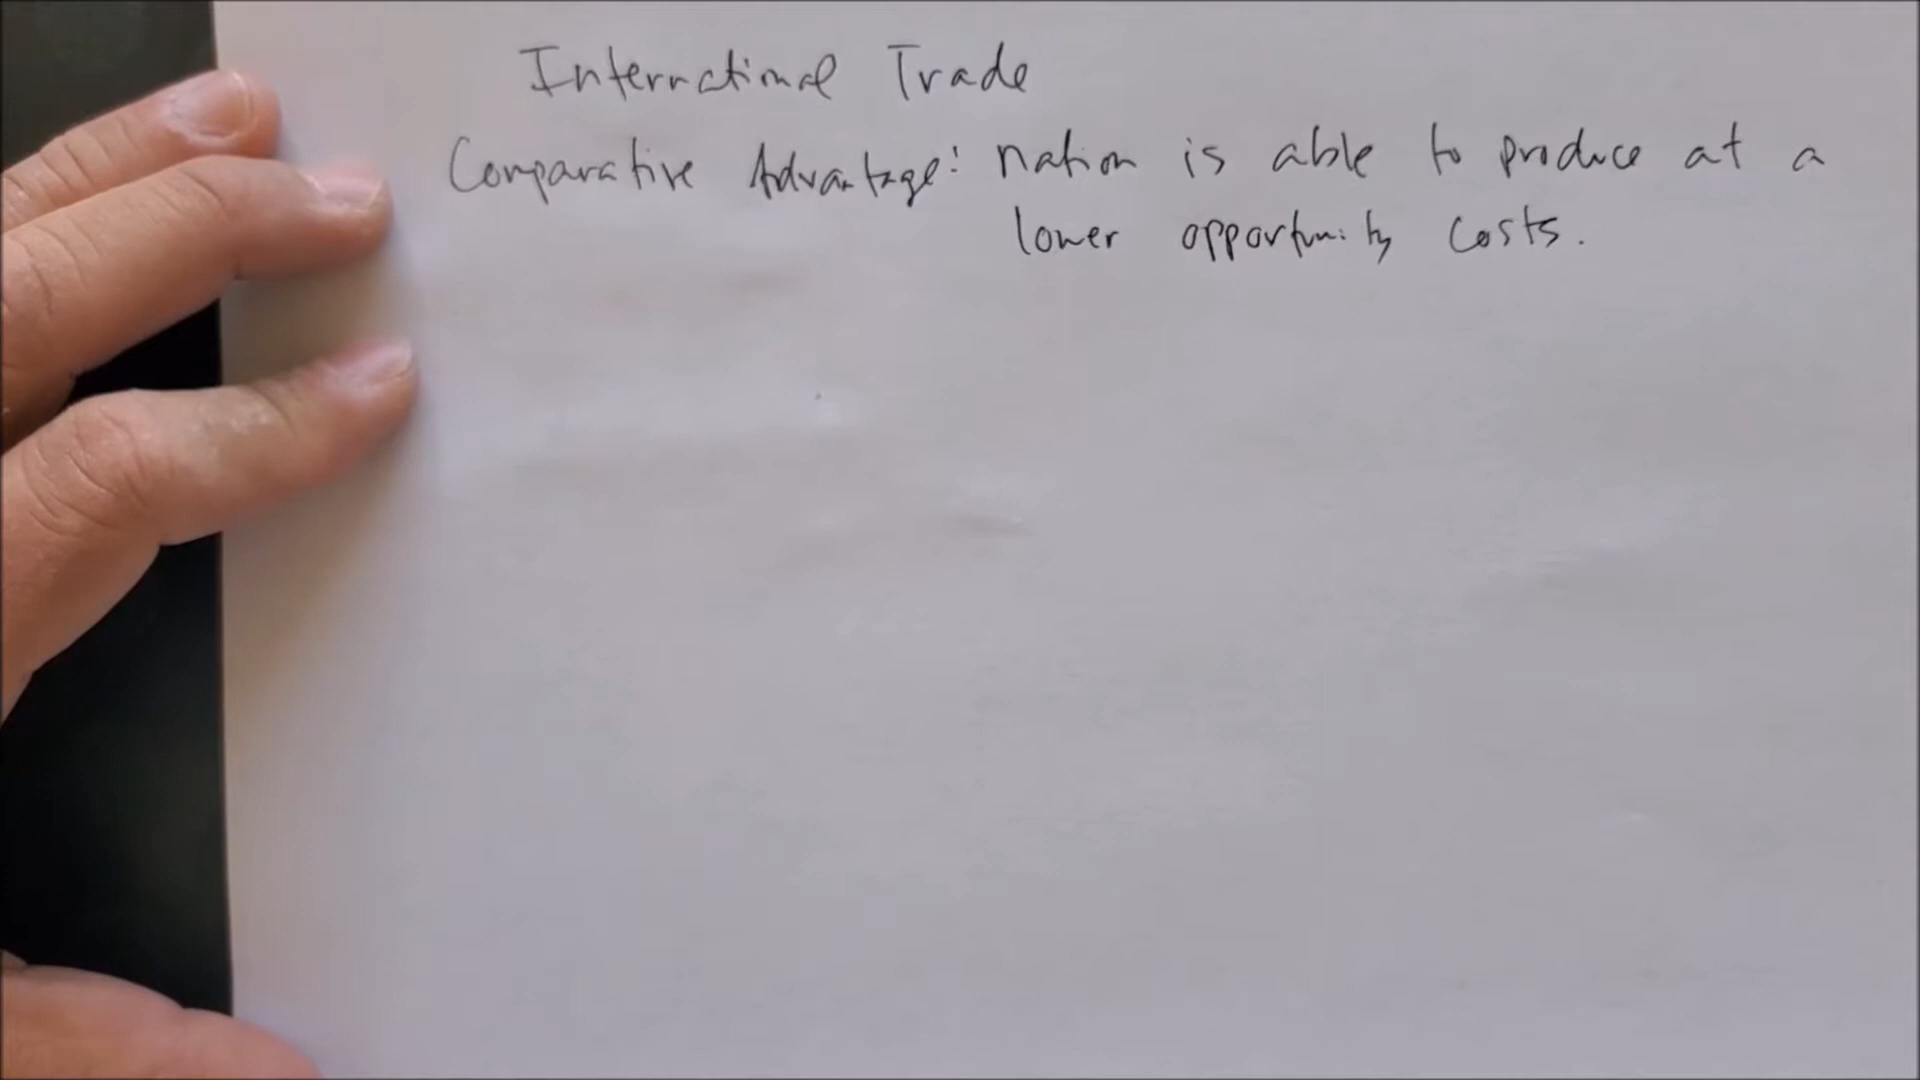 International Trade
Comparative Advantage: nation is able to produce at a
lower opportunity costs.